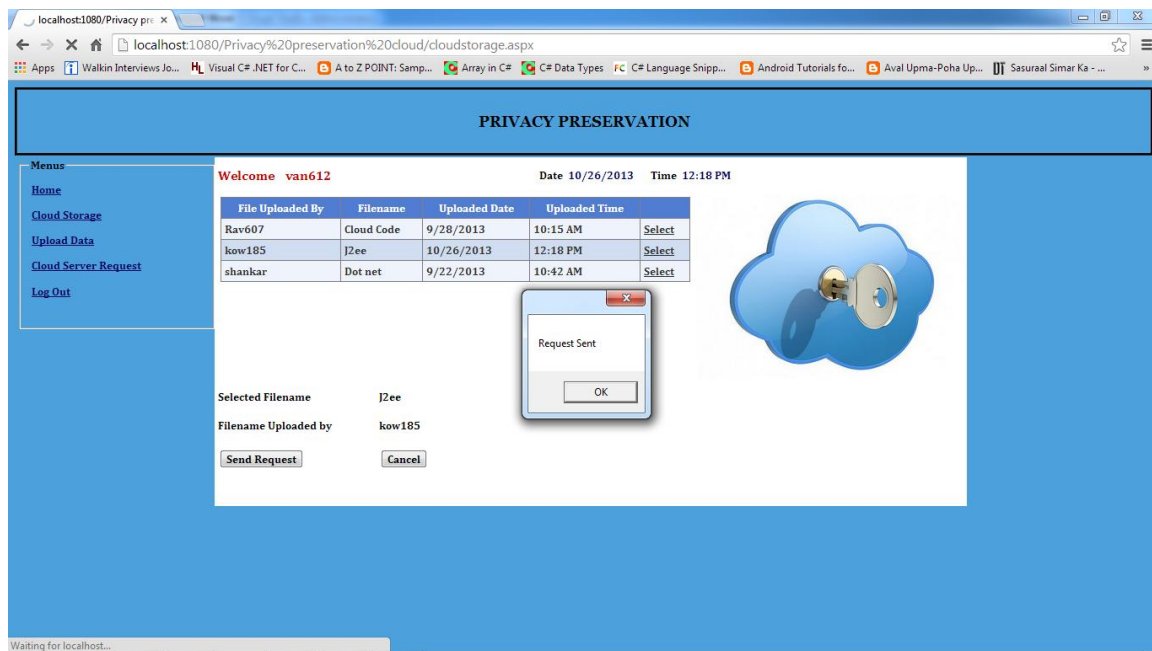 localhost:1080/Privacy pre
localhost:1080/Privacy%20preservation%20cloud/cloudstorage.aspx
Apps Walkin Interviews Jo... HL Visual C# .NET for C... A to Z POINT: Samp... Array in C# C# Data Types FC C# Language Snipp... Android Tutorials fo... Aval Upma-Poha Up... Sasuraal Simar Ka - ... »
PRIVACY PRESERVATION
Menus
Home
Cloud Storage
Upload Data
Cloud Server Request
Log Out
Welcome van612 Date 10/26/2013 Time 12:18 PM
File Uploaded By Filename Uploaded Date Uploaded Time
Rav607 Cloud Code 9/28/2013 10:15 AM Select
kow185 J2ee 10/26/2013 12:18 PM Select
shankar Dot net 9/22/2013 10:42 AM Select
Request Sent
OK
Selected Filename J2ee
Filename Uploaded by kow185
Send Request Cancel
Waiting for localhost...